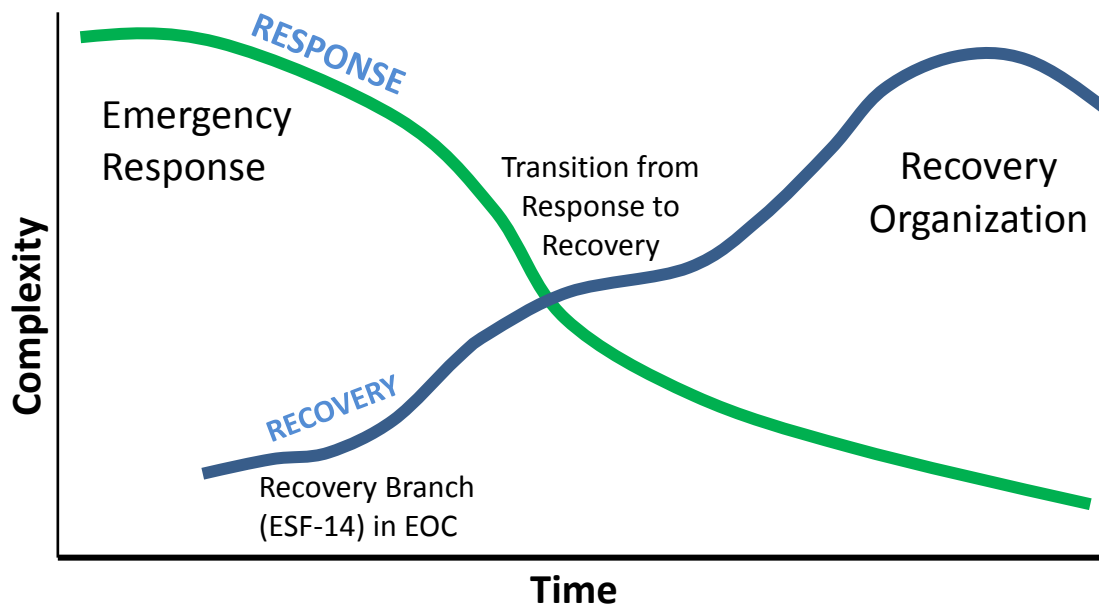 RESPONSE
Emergency
Response
Transition from
Response to
Recovery
Recovery
Organization
Complexity
RECOVERY
Recovery Branch
(ESF-14) in EOC
Time